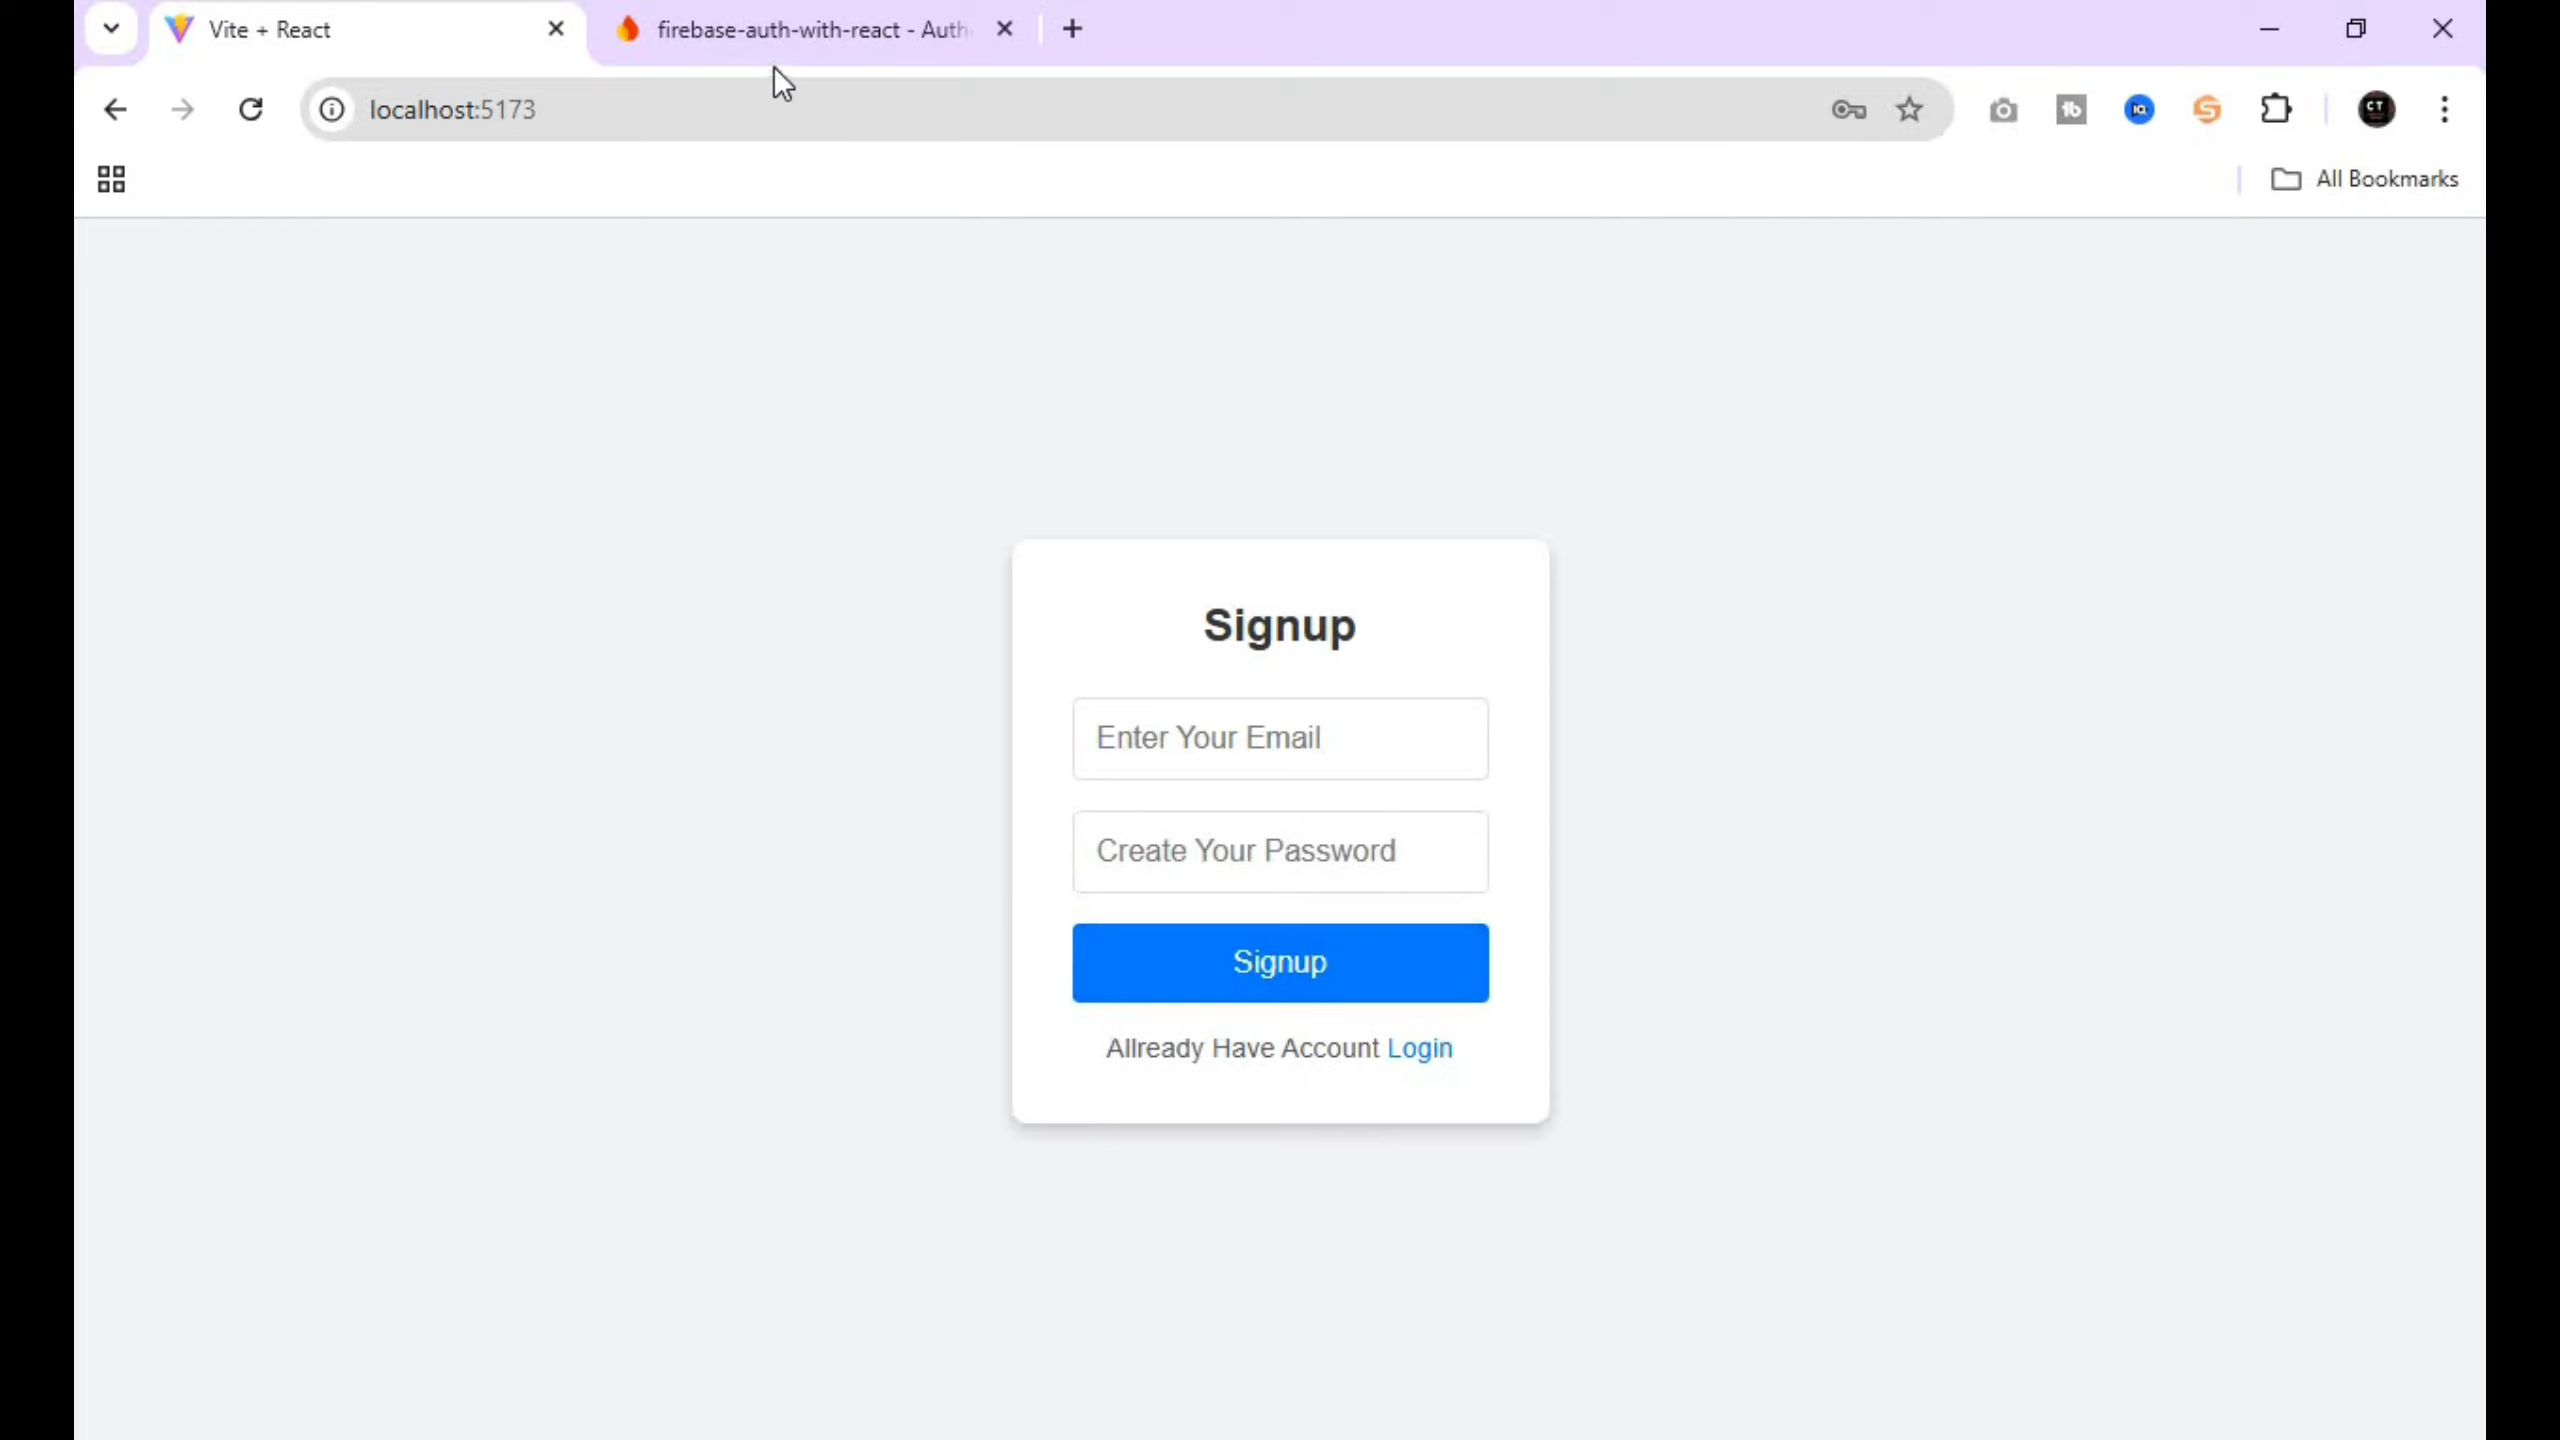 Vite + React
firebase-auth-with-react - Auth
localhost:5173
All Bookmarks
Signup
Enter Your Email
Create Your Password
Signup
Allready Have Account Login